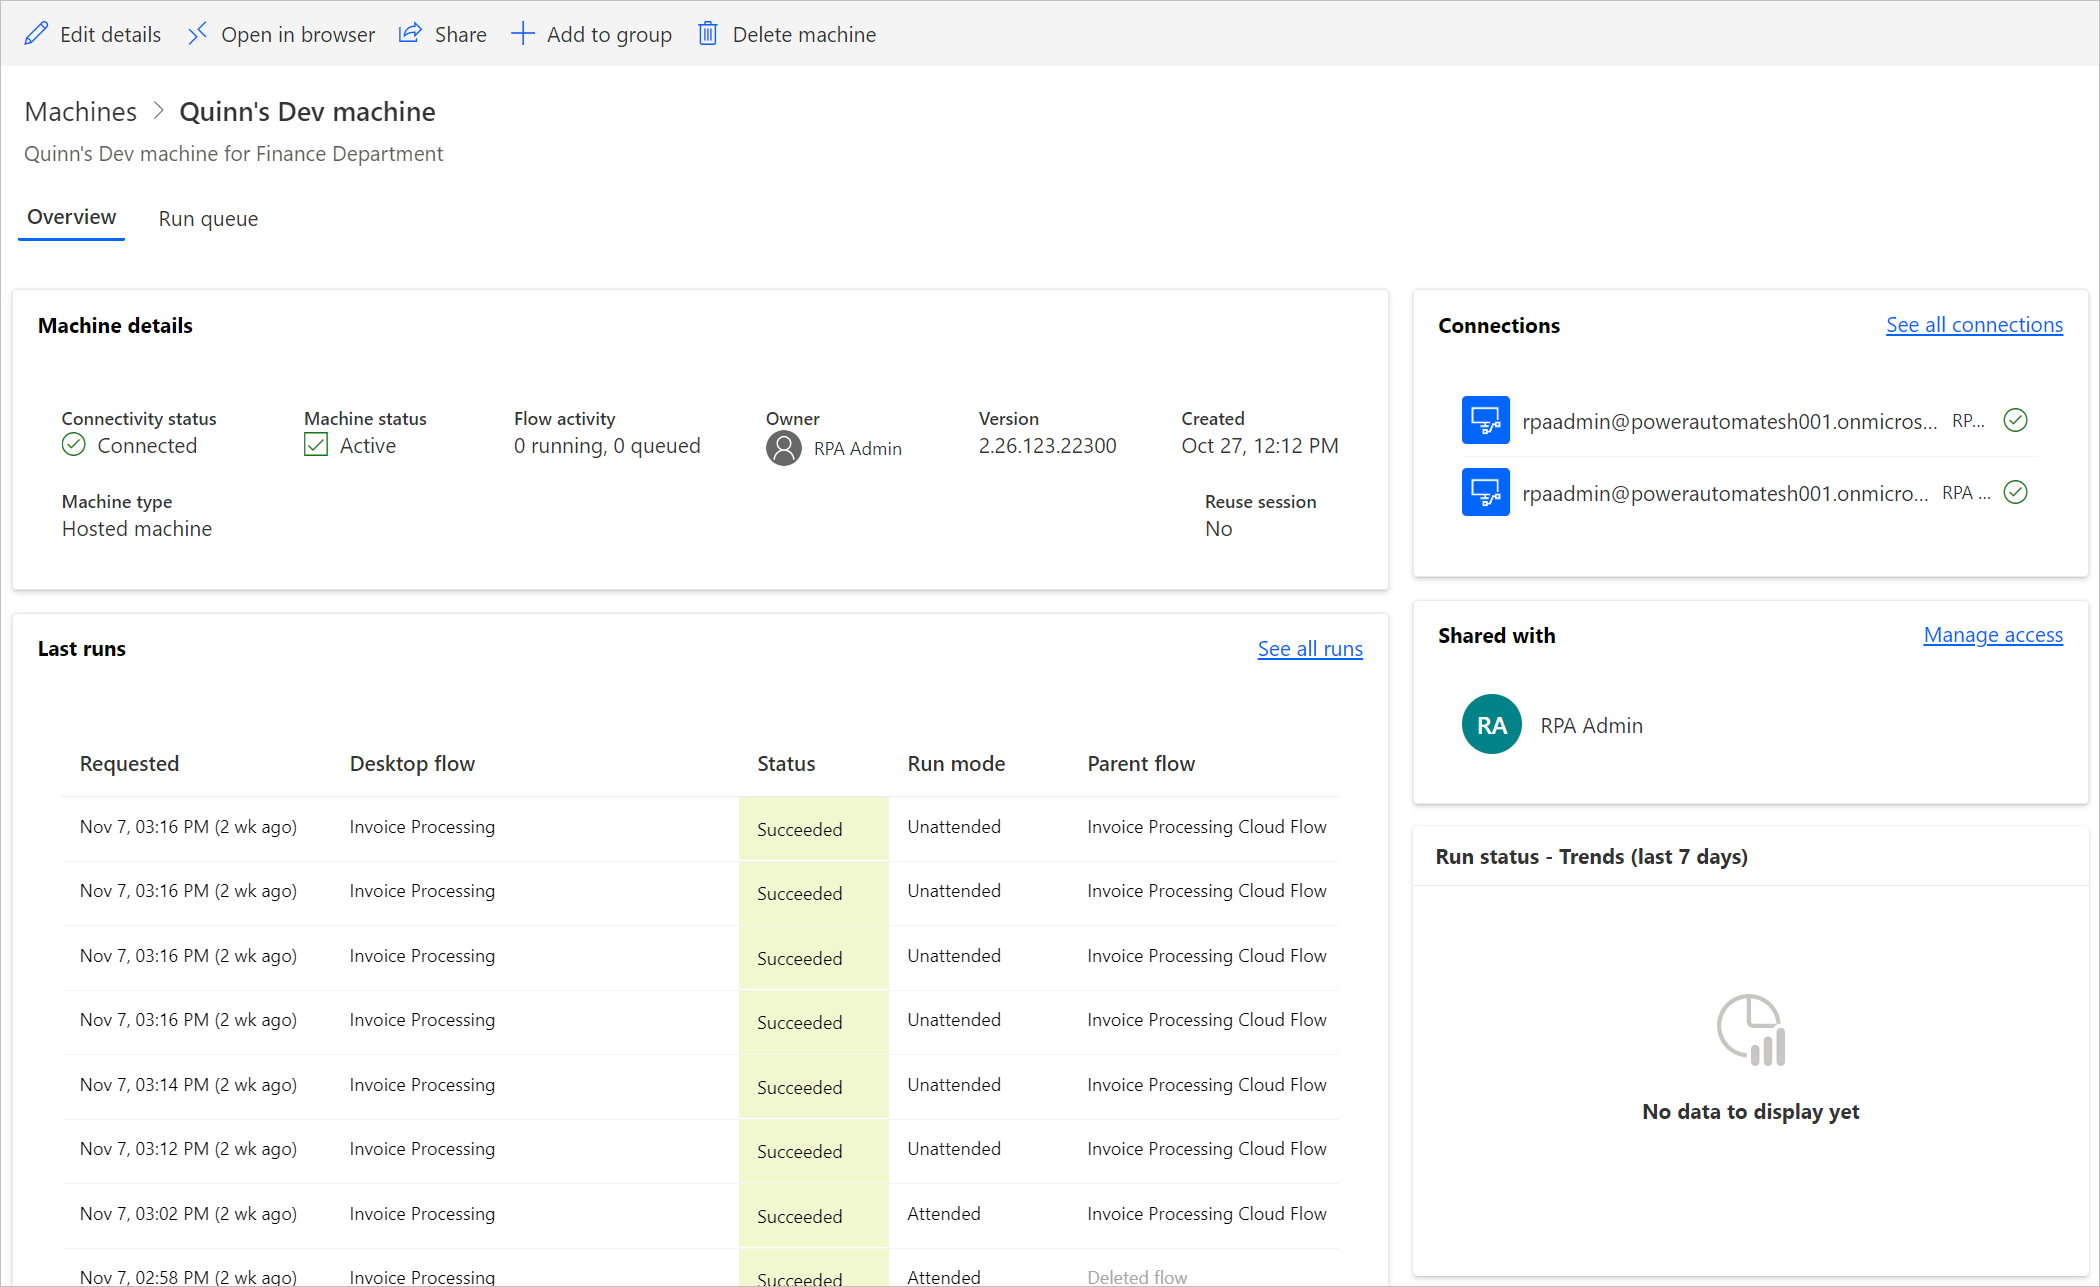 Edit details Open in browser Share Add to group Delete machine
Machines > Quinn's Dev machine
Quinn's Dev machine for Finance Department
Overview Run queue
Machine details
Connectivity status Machine status Flow activity Owner Version Created
Connected Active 0 running, 0 queued RPA Admin 2.26.123.22300 Oct 27, 12:12 PM
Machine type Reuse session
Hosted machine No
Connections See all connections
rpaadmin@powerautomatesh001.onmicros... RP...
rpaadmin@powerautomatesh001.onmicro... RPA ...
Last runs See all runs
Requested Desktop flow Status Run mode Parent flow
Nov 7, 03:16 PM (2 wk ago) Invoice Processing Succeeded Unattended Invoice Processing Cloud Flow
Nov 7, 03:16 PM (2 wk ago) Invoice Processing Succeeded Unattended Invoice Processing Cloud Flow
Nov 7, 03:16 PM (2 wk ago) Invoice Processing Succeeded Unattended Invoice Processing Cloud Flow
Nov 7, 03:16 PM (2 wk ago) Invoice Processing Succeeded Unattended Invoice Processing Cloud Flow
Nov 7, 03:14 PM (2 wk ago) Invoice Processing Succeeded Unattended Invoice Processing Cloud Flow
Nov 7, 03:12 PM (2 wk ago) Invoice Processing Succeeded Unattended Invoice Processing Cloud Flow
Nov 7, 03:02 PM (2 wk ago) Invoice Processing Succeeded Attended Invoice Processing Cloud Flow
Nov 7, 02:58 PM (2 wk ago) Invoice Processing Succeeded Attended Deleted flow
Shared with Manage access
RA RPA Admin
Run status - Trends (last 7 days)
No data to display yet